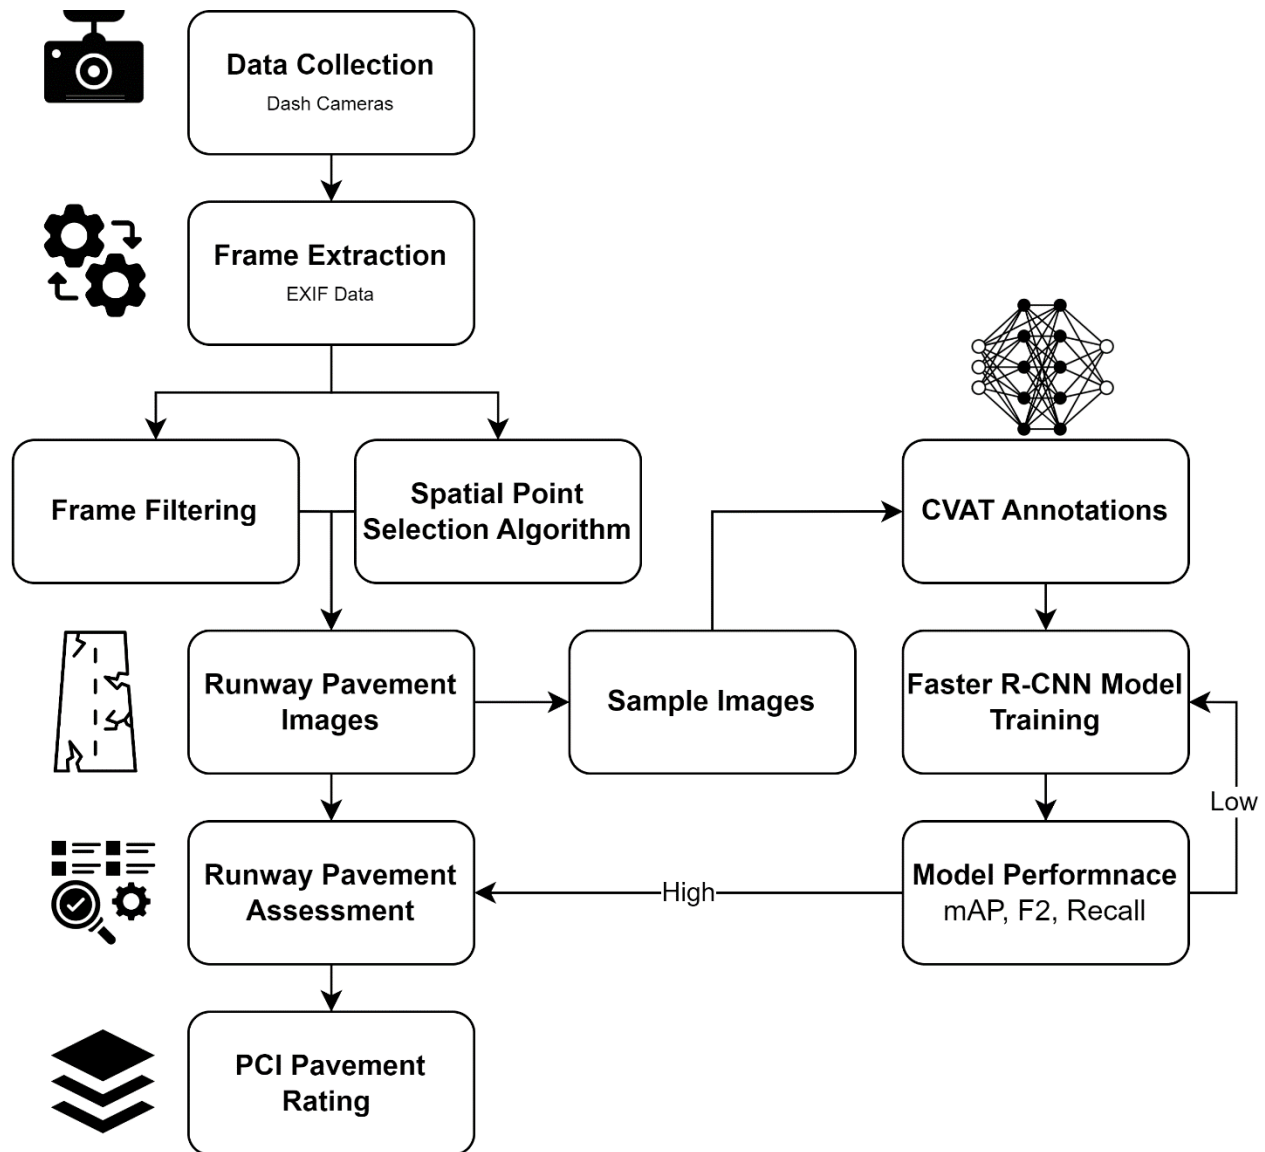 Data Collection
Dash Cameras
Frame Extraction
EXIF Data
Frame Filtering
Spatial Point
Selection Algorithm
CVAT Annotations
Runway Pavement
Images
Sample Images
Faster R-CNN Model
Training
Low
Runway Pavement
Assessment
High
Model Performnace
mAP, F2, Recall
PCI Pavement
Rating